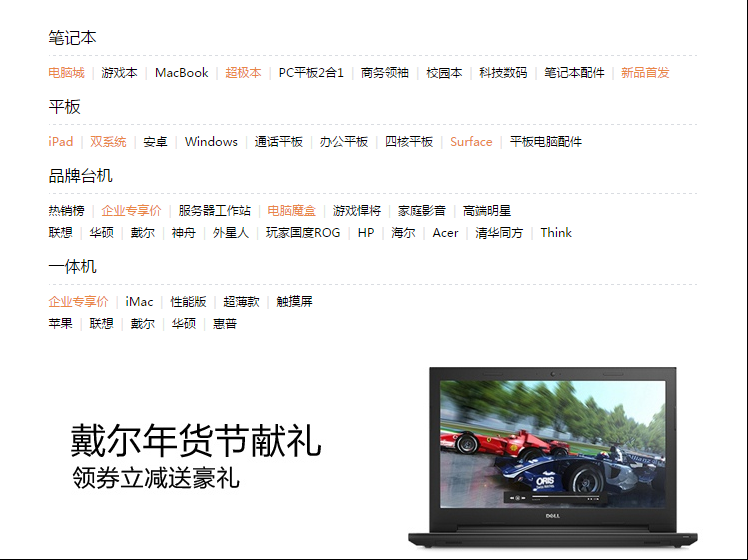 笔记本
电脑城 | 游戏本 | MacBook | 超极本 | PC平板2合1 | 商务领袖 | 校园本 | 科技数码 | 笔记本配件 | 新品首发
平板
iPad | 双系统 | 安卓 | Windows | 通话平板 | 办公平板 | 四核平板 | Surface | 平板电脑配件
品牌台机
热销榜 | 企业专享价 | 服务器工作站 | 电脑魔盒 | 游戏悍将 | 家庭影音 | 高端明星
联想 | 华硕 | 戴尔 | 神舟 | 外星人 | 玩家国度ROG | HP | 海尔 | Acer | 清华同方 | Think
一体机
企业专享价 | iMac | 性能版 | 超薄款 | 触摸屏
苹果 | 联想 | 戴尔 | 华硕 | 惠普
戴尔年货节献礼
领券立减送豪礼
Allianz
ORIS
DELL